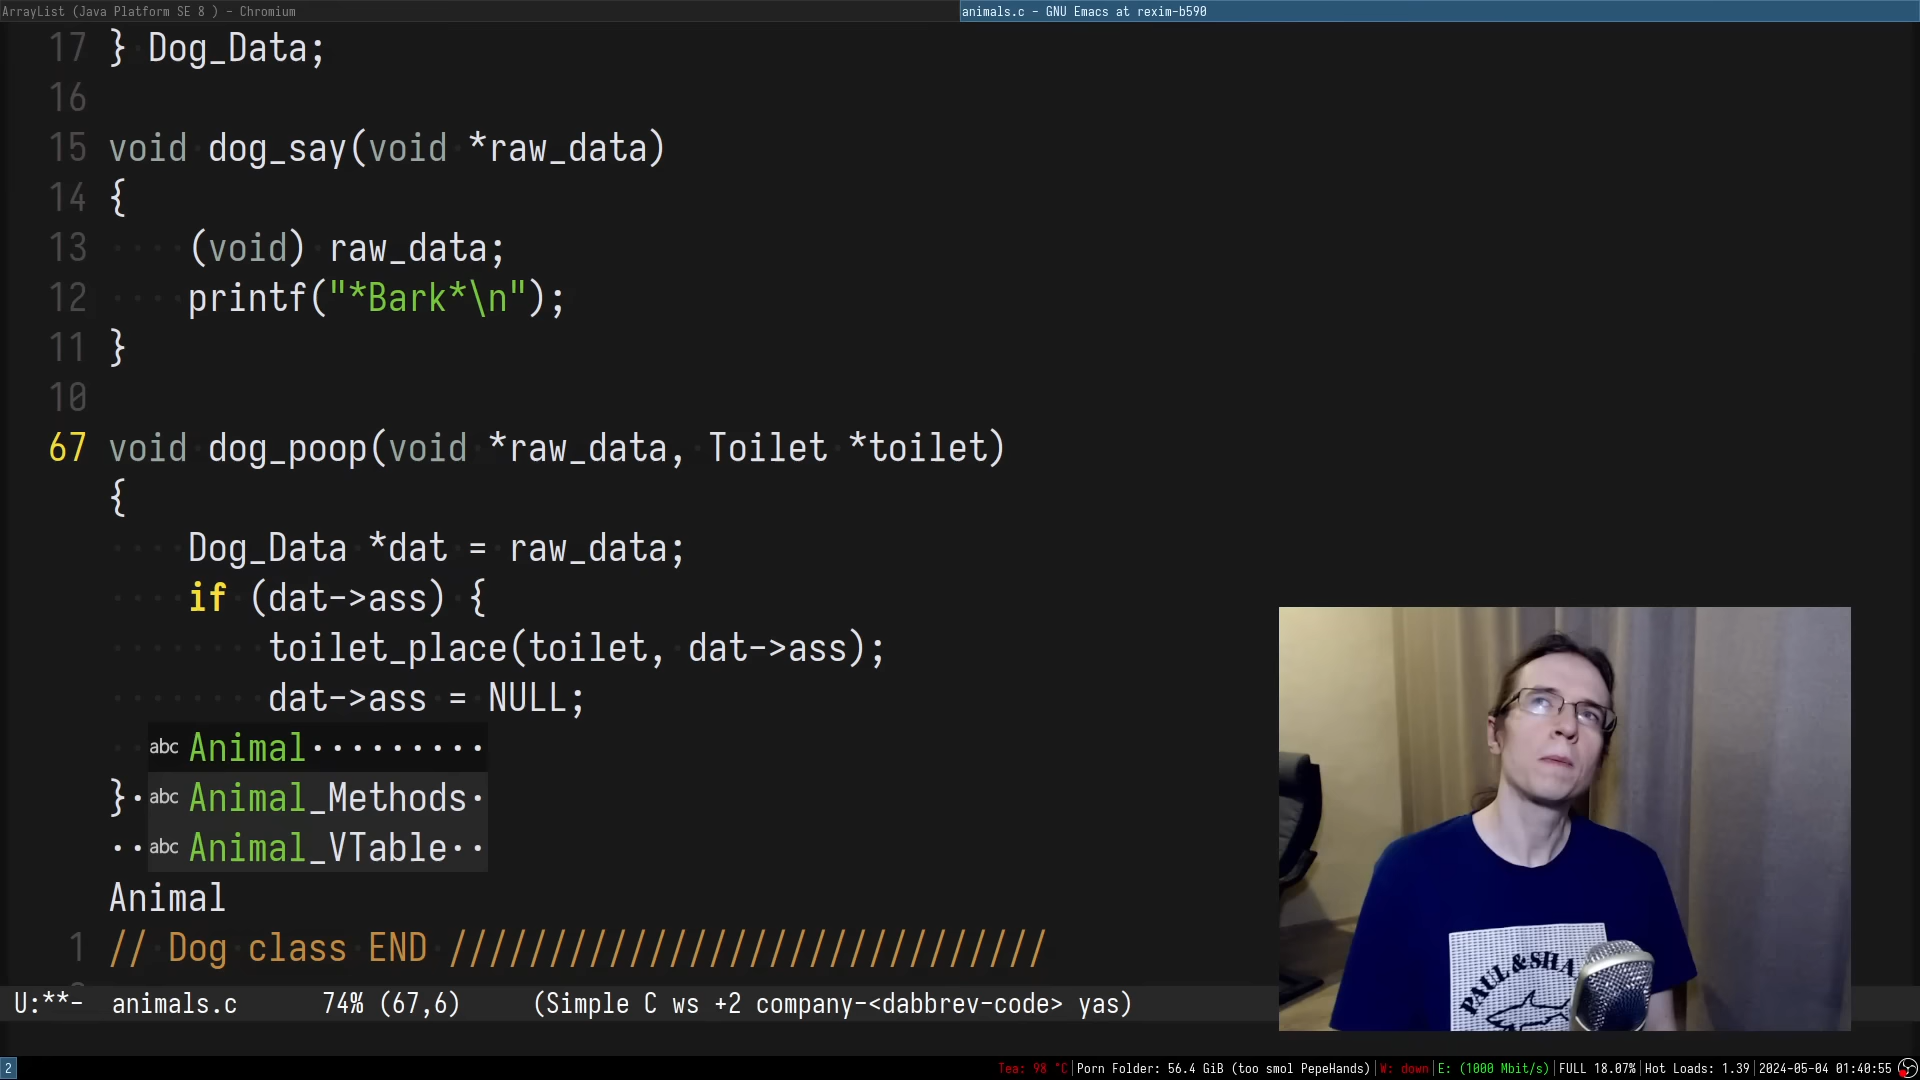 ArrayList (Java Platform SE 8 ) - Chromium
animals.c - GNU Emacs at rexim-b590
17 } Dog_Data;
16
15 void dog_say(void *raw_data)
14 {
13 (void) raw_data;
12 printf("*Bark*\n");
11 }
10
67 void dog_poop(void *raw_data, Toilet *toilet)
{
Dog_Data *dat = raw_data;
if (dat->ass) {
toilet_place(toilet, dat->ass);
dat->ass = NULL;
abc Animal
} abc Animal_Methods
abc Animal_VTable
Animal
1 // Dog class END //////////////////////////////
U:**- animals.c 74% (67,6) (Simple C ws +2 company-<dabbrev-code> yas)
PAUL & SHA
2
Tea: 98 °C|Porn Folder: 56.4 GiB (too smol PepeHands)|W: down|E: (1000 Mbit/s)|FULL 18.07%|Hot Loads: 1.39|2024-05-04 01:40:55